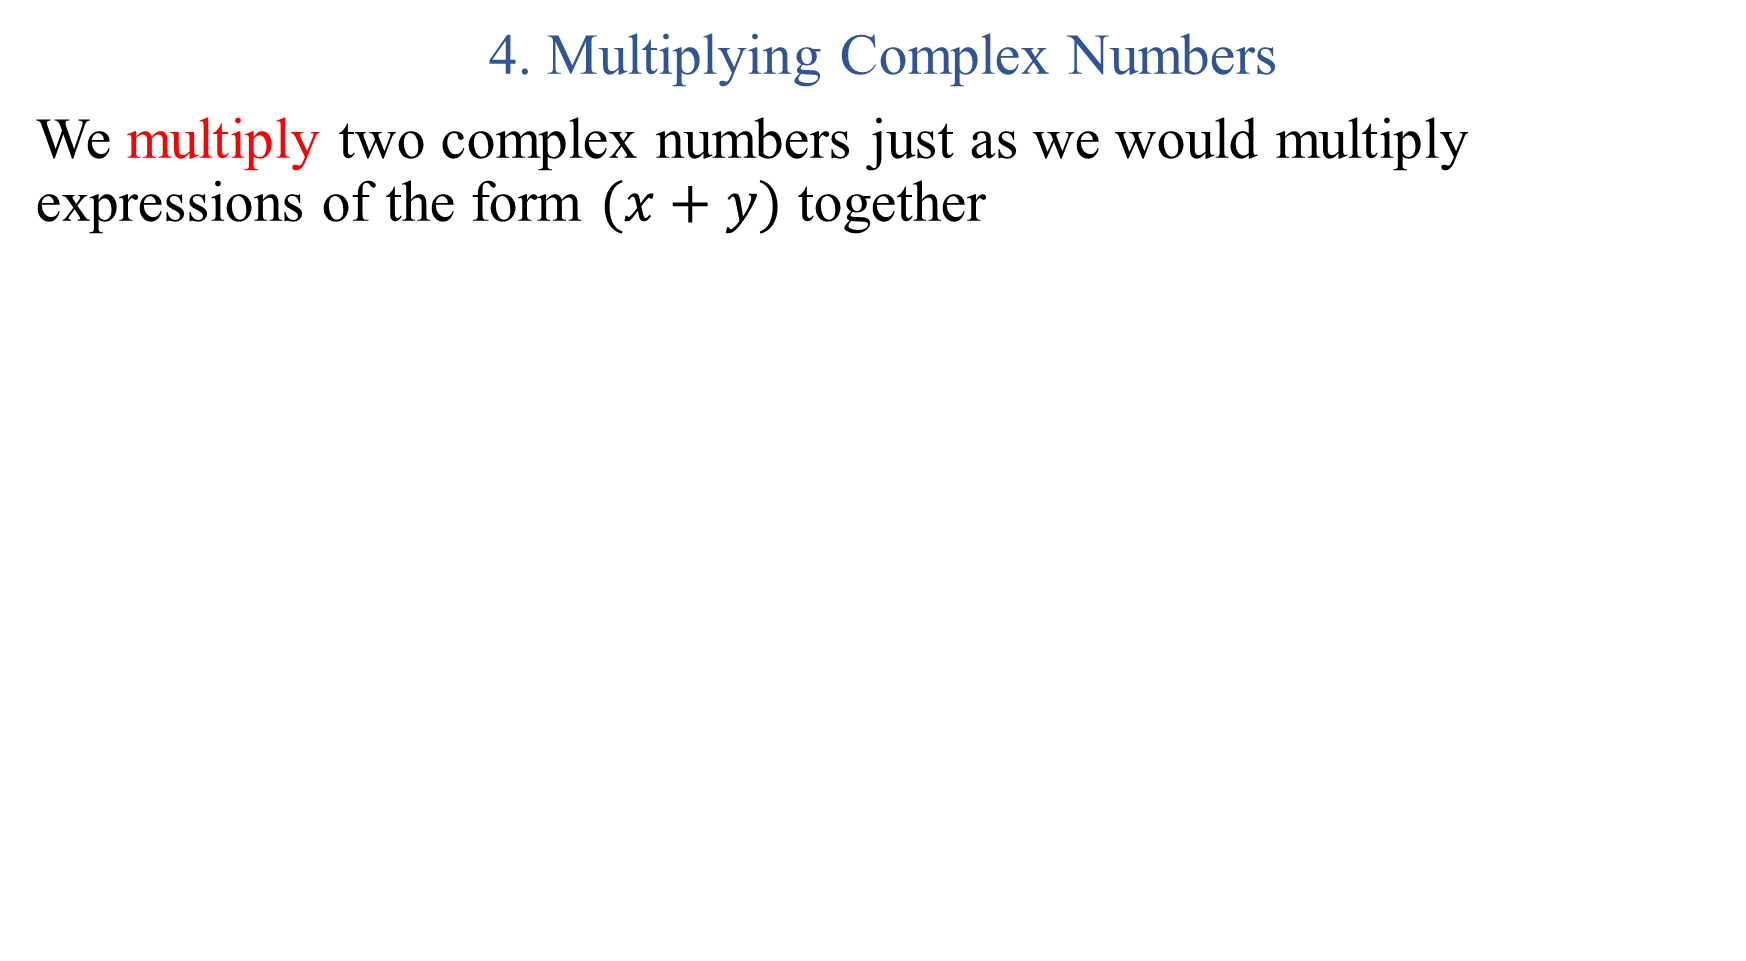 4. Multiplying Complex Numbers
We multiply two complex numbers just as we would multiply
expressions of the form (𝑥 + 𝑦) together